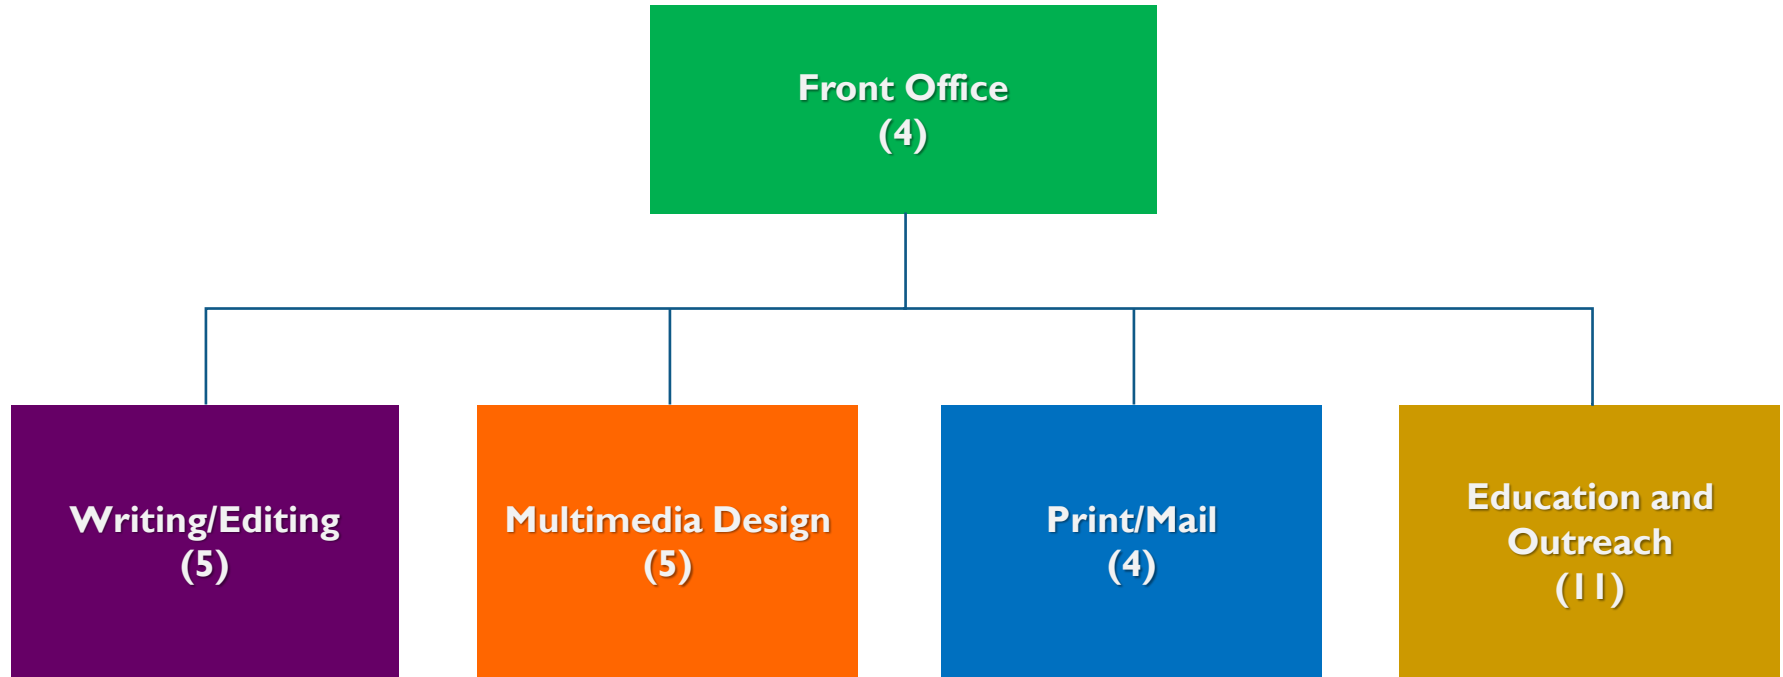 Front Office
(4)
Writing/Editing
(5)
Multimedia Design
(5)
Print/Mail
(4)
Education and
Outreach
(11)